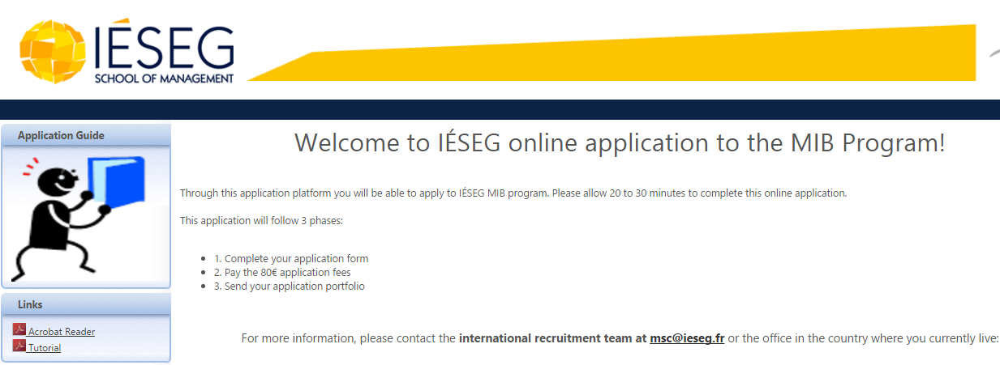 IÉSEG
SCHOOL OF MANAGEMENT
Application Guide
Links
Acrobat Reader
Tutorial
Welcome to IÉSEG online application to the MIB Program!
Through this application platform you will be able to apply to IÉSEG MIB program. Please allow 20 to 30 minutes to complete this online application.
This application will follow 3 phases:
• 1. Complete your application form
• 2. Pay the 80€ application fees
• 3. Send your application portfolio
For more information, please contact the international recruitment team at msc@ieseg.fr or the office in the country where you currently live: